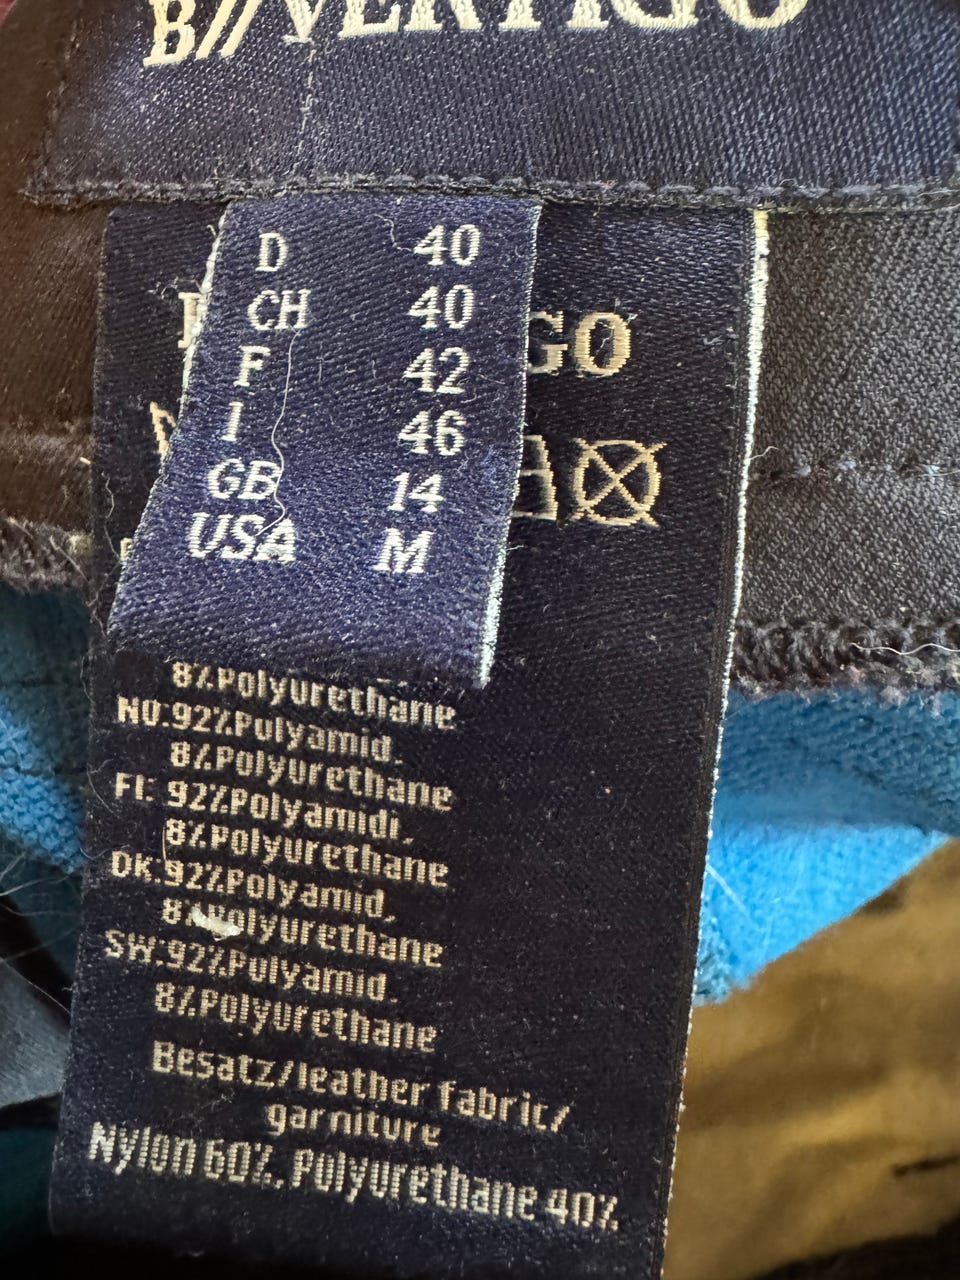 B//VERTIGO
D 40
CH 40
F 42
I 46
GB 14
USA M
GO
8%Polyurethane
NO:92%Polyamid,
8%Polyurethane
FI: 92%Polyamidi,
8%Polyurethane
DK:92%Polyamid,
8%Polyurethane
SW:92%Polyamid,
8%Polyurethane
Besatz/leather fabric/
garniture
Nylon 60%, Polyurethane 40%